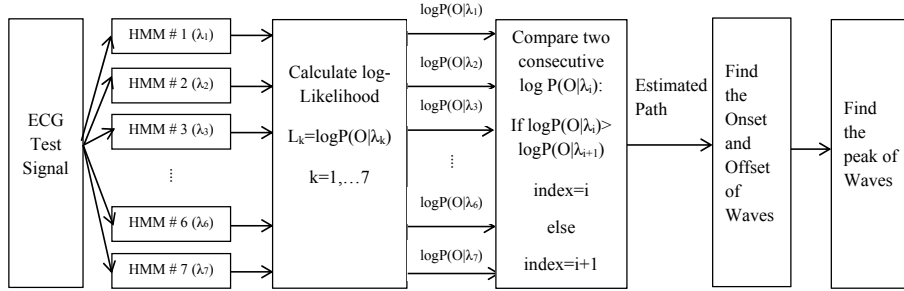 ECG
Test
Signal
HMM # 1 (λ₁)
HMM # 2 (λ₂)
HMM # 3 (λ₃)
⁞
HMM # 6 (λ₆)
HMM # 7 (λ₇)
Calculate log-
Likelihood
Lₖ=logP(O|λₖ)
k=1,…7
logP(O|λ₁)
logP(O|λ₂)
logP(O|λ₃)
⁞
logP(O|λ₆)
logP(O|λ₇)
Compare two
consecutive
log P(O|λᵢ):
If logP(O|λᵢ)>
logP(O|λᵢ₊₁)
index=i
else
index=i+1
Estimated
Path
Find
the
Onset
and
Offset
of
Waves
Find
the
peak of
Waves